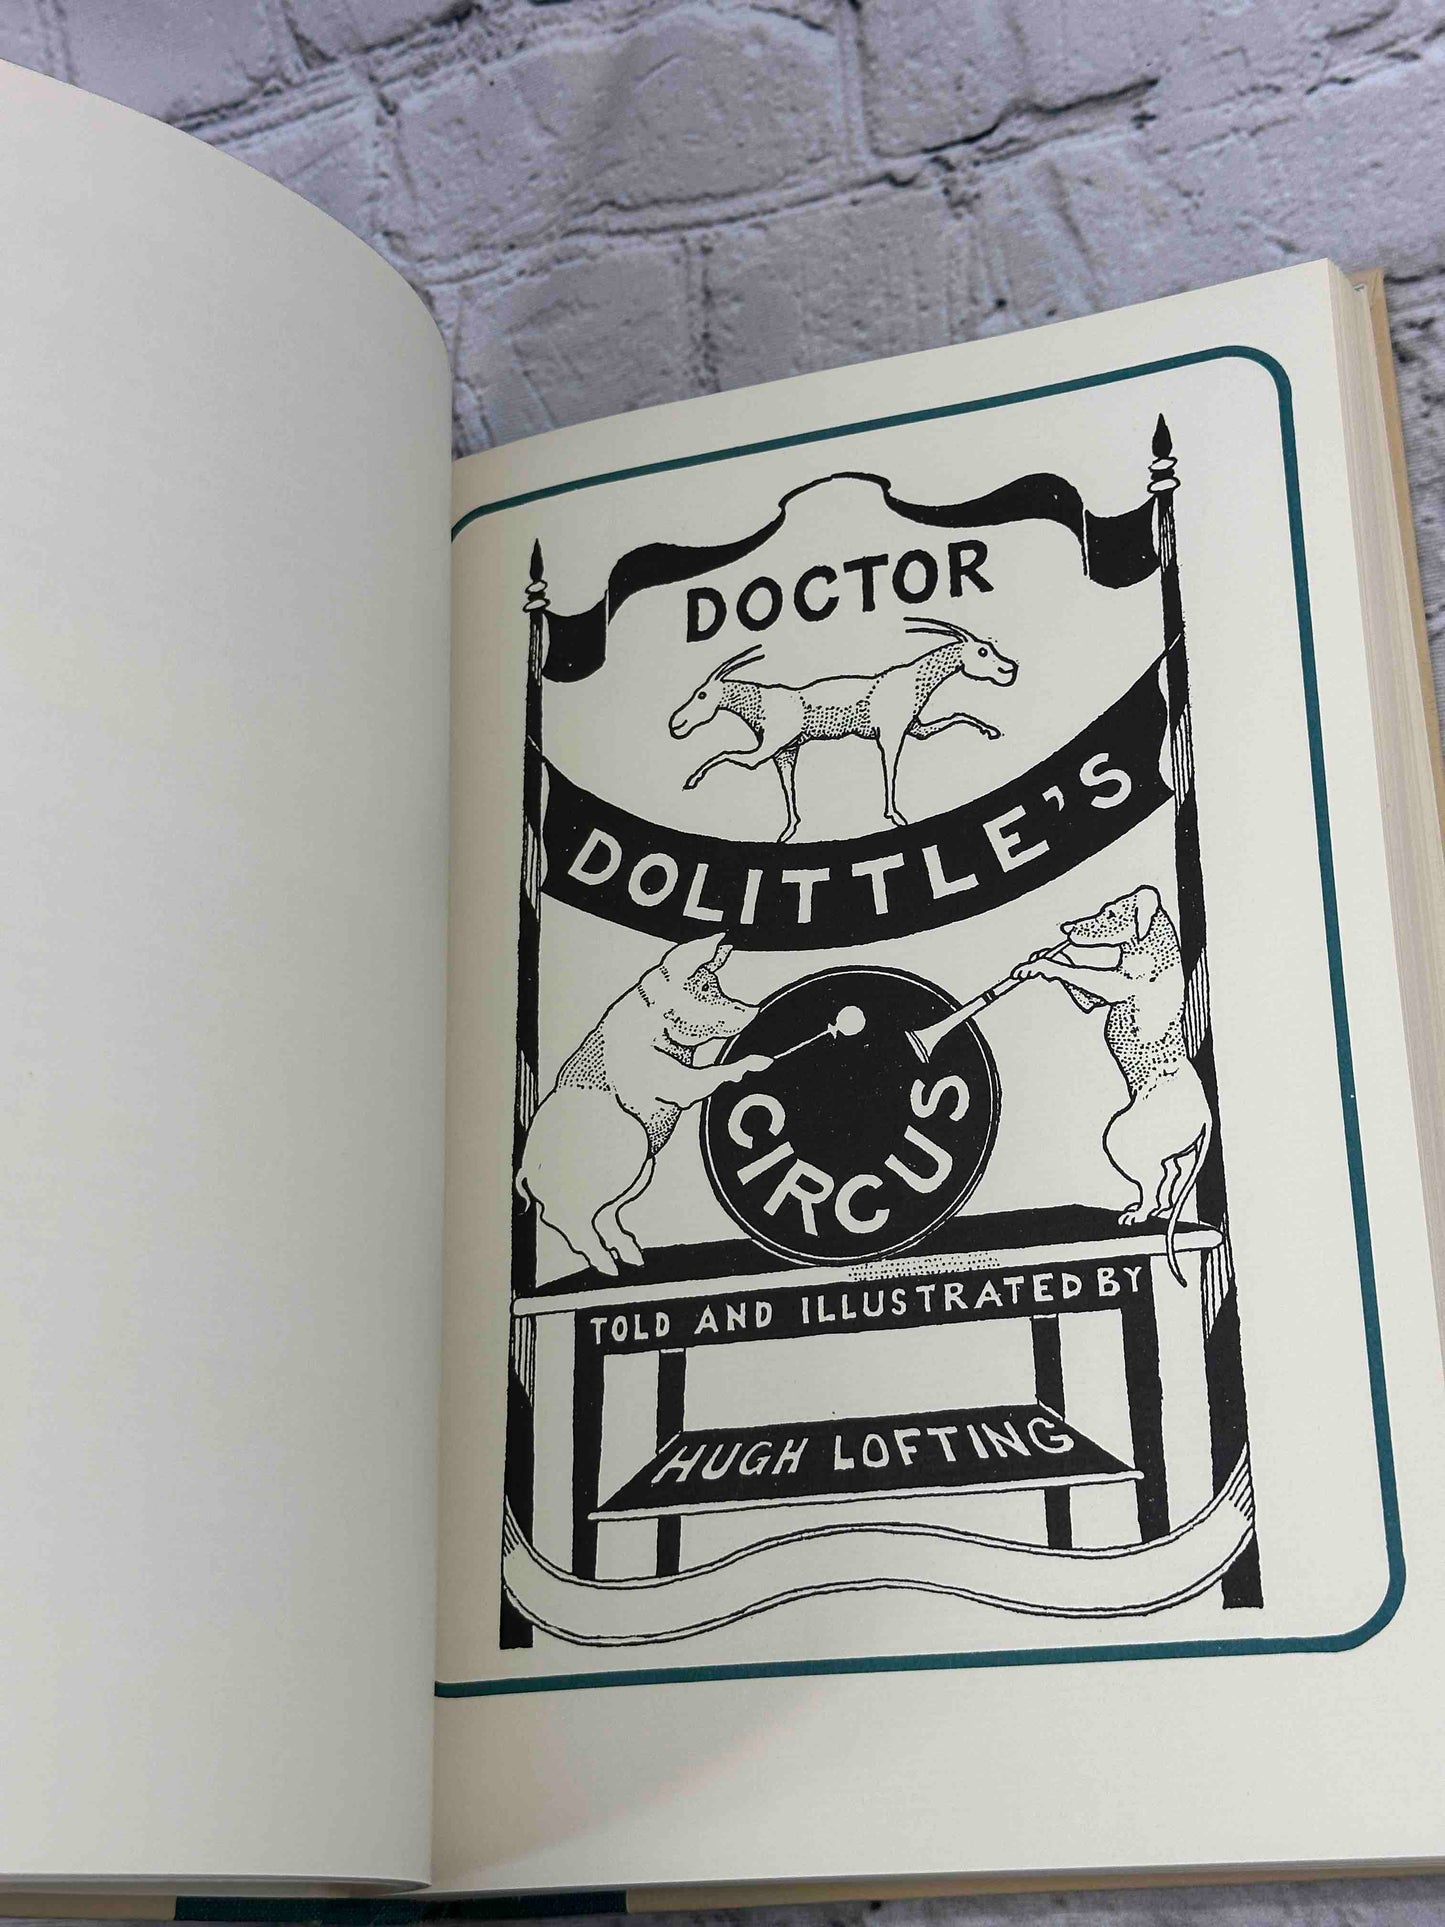 DOCTOR
DOLITTLE'S
CIRCUS
TOLD AND ILLUSTRATED BY
HUGH LOFTING